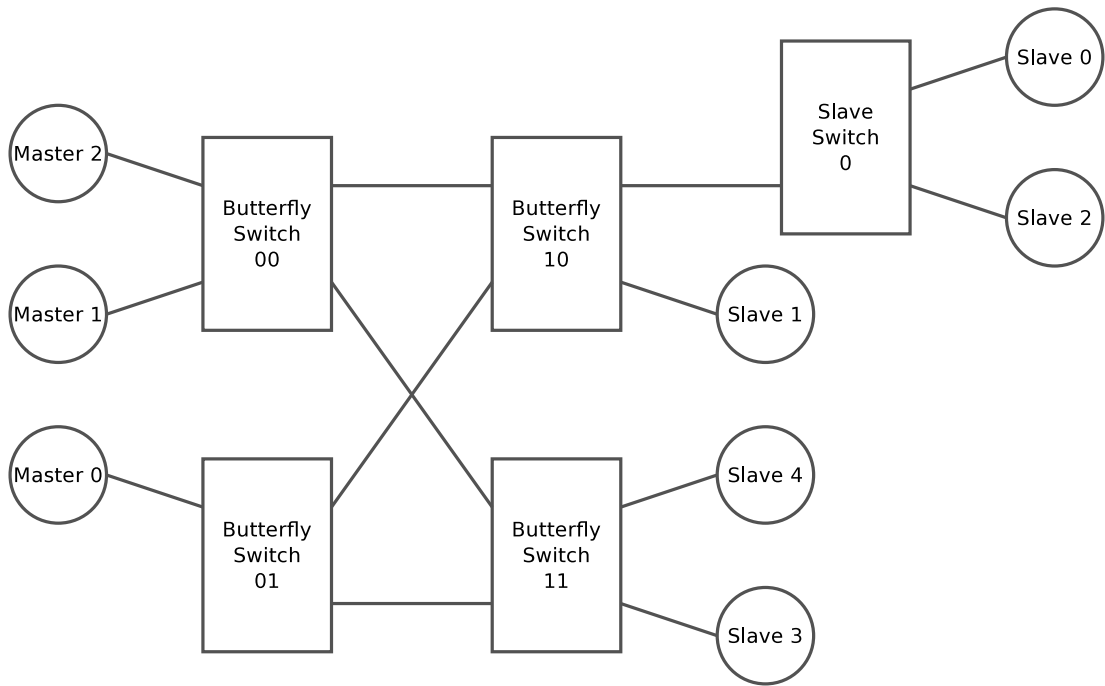 Slave 0
Slave
Switch
0
Master 2
Butterfly
Switch
00
Butterfly
Switch
10
Slave 2
Master 1
Slave 1
Master 0
Butterfly
Switch
01
Butterfly
Switch
11
Slave 4
Slave 3